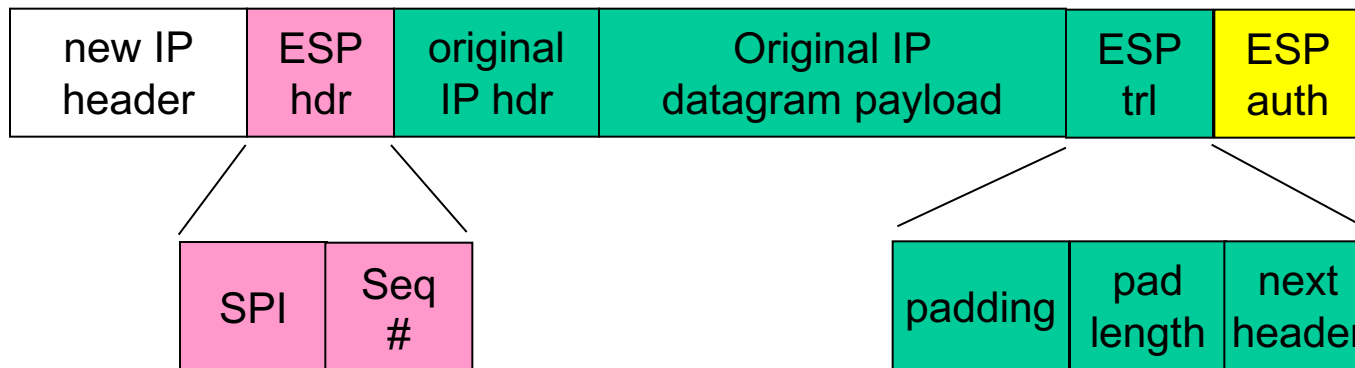 new IP
header
ESP
hdr
original
IP hdr
Original IP
datagram payload
ESP
trl
ESP
auth
SPI
Seq
#
padding
pad
length
next
header